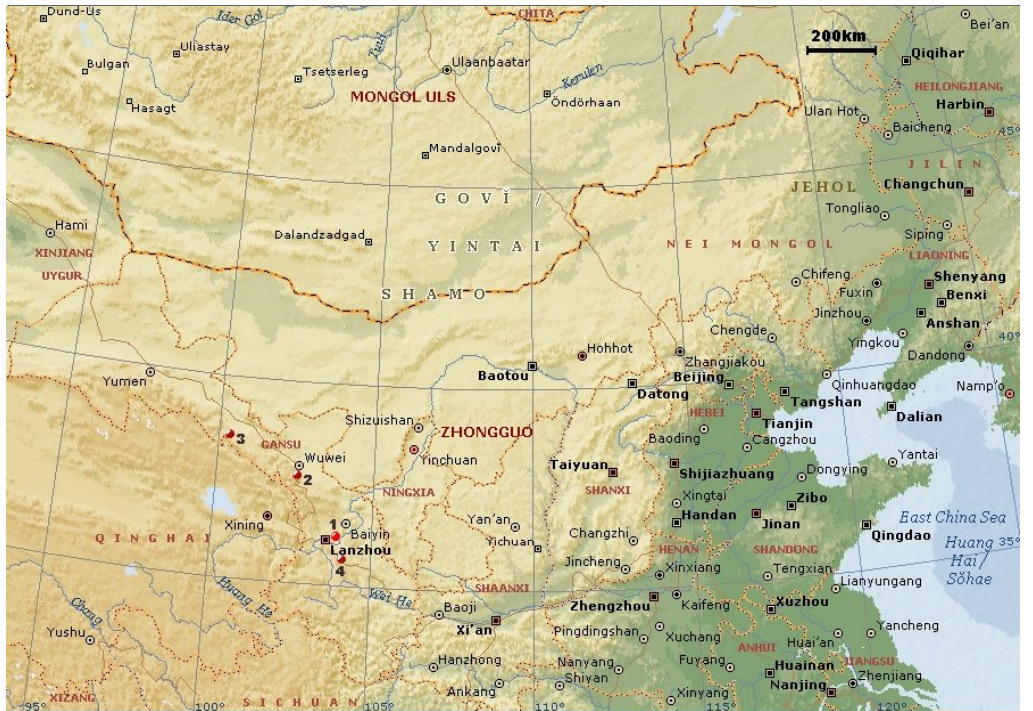 Dund-Us
Ider Gol
CHITA
Bei'an
200km
Uliastay
Tuul
Bulgan
Ulaanbaatar
Qiqihar
Tsetserleg
Kerulen
HEILONGJIANG
MONGOL ULS
Öndörhaan
Hasagt
Harbin
Ulan Hot
45°
Baicheng
Mandalgovĭ
JILIN
JEHOL
Changchun
GOVĬ /
Tongliao
Hami
Siping
Dalandzadgad
YINTAI
NEI MONGOL
XINJIANG
LIAONING
UYGUR
Chifeng
Shenyang
SHAMO
Fuxin
Benxi
Jinzhou
Anshan
Chengde
Yingkou
40°
Hohhot
Zhangjiakou
Dandong
Yumen
Baotou
Beijing
Qinhuangdao
Datong
Tangshan
Namp'o
HEBEI
Dalian
Tianjin
Shizuishan
ZHONGGUO
Baoding
3
GANSU
Cangzhou
Yinchuan
Yantai
Wuwei
Taiyuan
Shijiazhuang
Dongying
2
NINGXIA
SHANXI
Zibo
Xingtai
Xining
1
Yan'an
Handan
Jinan
East China Sea
Baiyin
Changzhi
Qingdao
QINGHAI
Lanzhou
Yichuan
HENAN
SHANDONG
Huang
35°
Hai/
4
Jincheng
Xinxiang
Tengxian
Sŏhae
Huang He
SHAANXI
Lianyungang
Wei He
Zhengzhou
Kaifeng
Chang
Baoji
Xuzhou
Xi'an
Yushu
Pingdingshan
Xuchang
Huai'an
Yancheng
ANHUI
Hanzhong
Nanyang
Fuyang
Huainan
JIANGSU
XIZANG
Ankang
Shiyan
Nanjing
Zhenjiang
SICHUAN
Xinyang
95°
100°
105°
110°
115°
120°